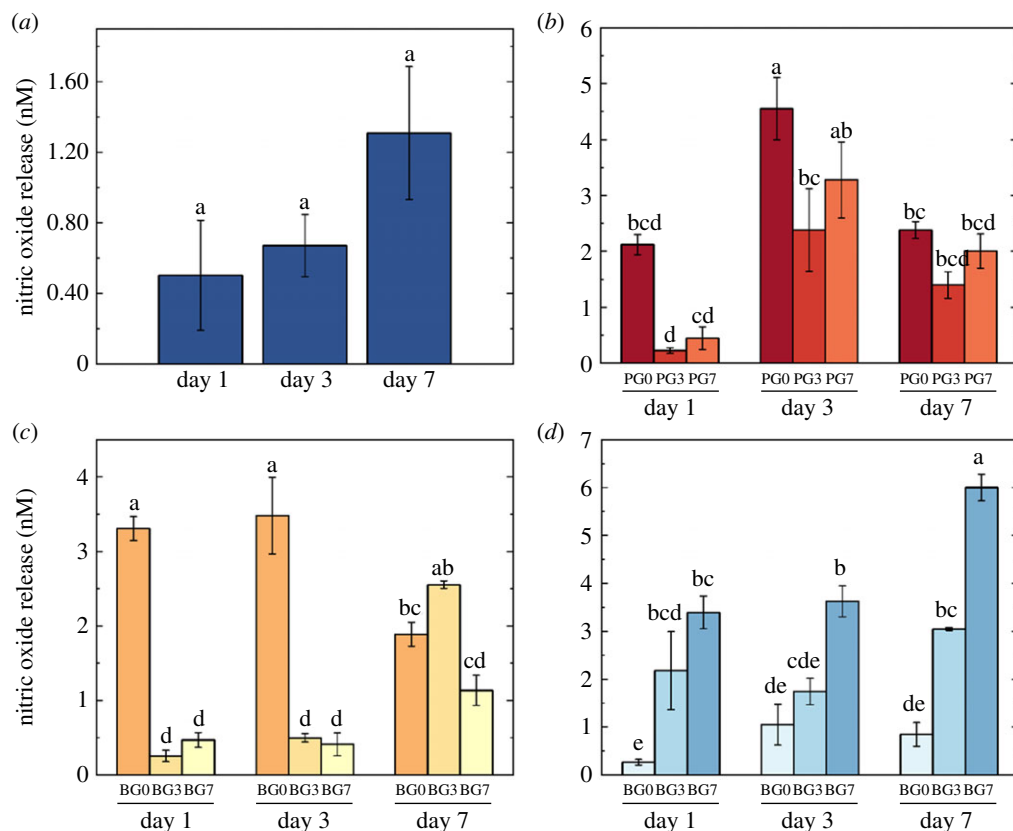 (a)
nitric oxide release (nM)
1.60
1.20
0.80
0.40
0
a
a
a
day 1 day 3 day 7
(b)
6
5
4
3
2
1
0
bcd
d
cd
a
bc
ab
bc
bcd
bcd
PG0 PG3 PG7 PG0 PG3 PG7 PG0 PG3 PG7
day 1 day 3 day 7
(c)
nitric oxide release (nM)
4
3
2
1
0
a
d
d
a
d
d
bc
ab
cd
BG0 BG3 BG7 BG0 BG3 BG7 BG0 BG3 BG7
day 1 day 3 day 7
(d)
7
6
5
4
3
2
1
0
e
bcd
bc
de
cde
b
de
bc
a
BG0 BG3 BG7 BG0 BG3 BG7 BG0 BG3 BG7
day 1 day 3 day 7